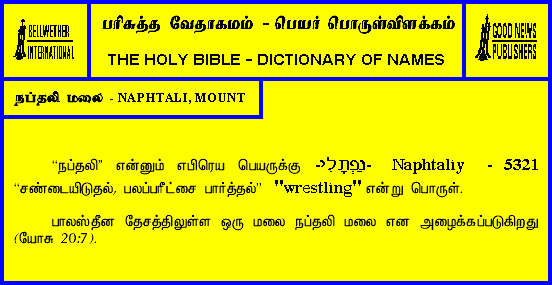 BELLWETHER
INTERNATIONAL
பரிசுத்த வேதாகமம் - பெயர் பொருள்விளக்கம்
THE HOLY BIBLE - DICTIONARY OF NAMES
GOOD NEWS
PUBLISHERS
நப்தலி மலை - NAPHTALI, MOUNT
“நப்தலி” என்னும் எபிரெய பெயருக்கு -נַפְתָּלִי- Naphtaliy - 5321
“சண்டையிடுதல், பலப்பரீட்சை பார்த்தல்” "wrestling" என்று பொருள்.
பாலஸ்தீன தேசத்திலுள்ள ஒரு மலை நப்தலி மலை என அழைக்கப்படுகிறது
(யோசு 20:7).